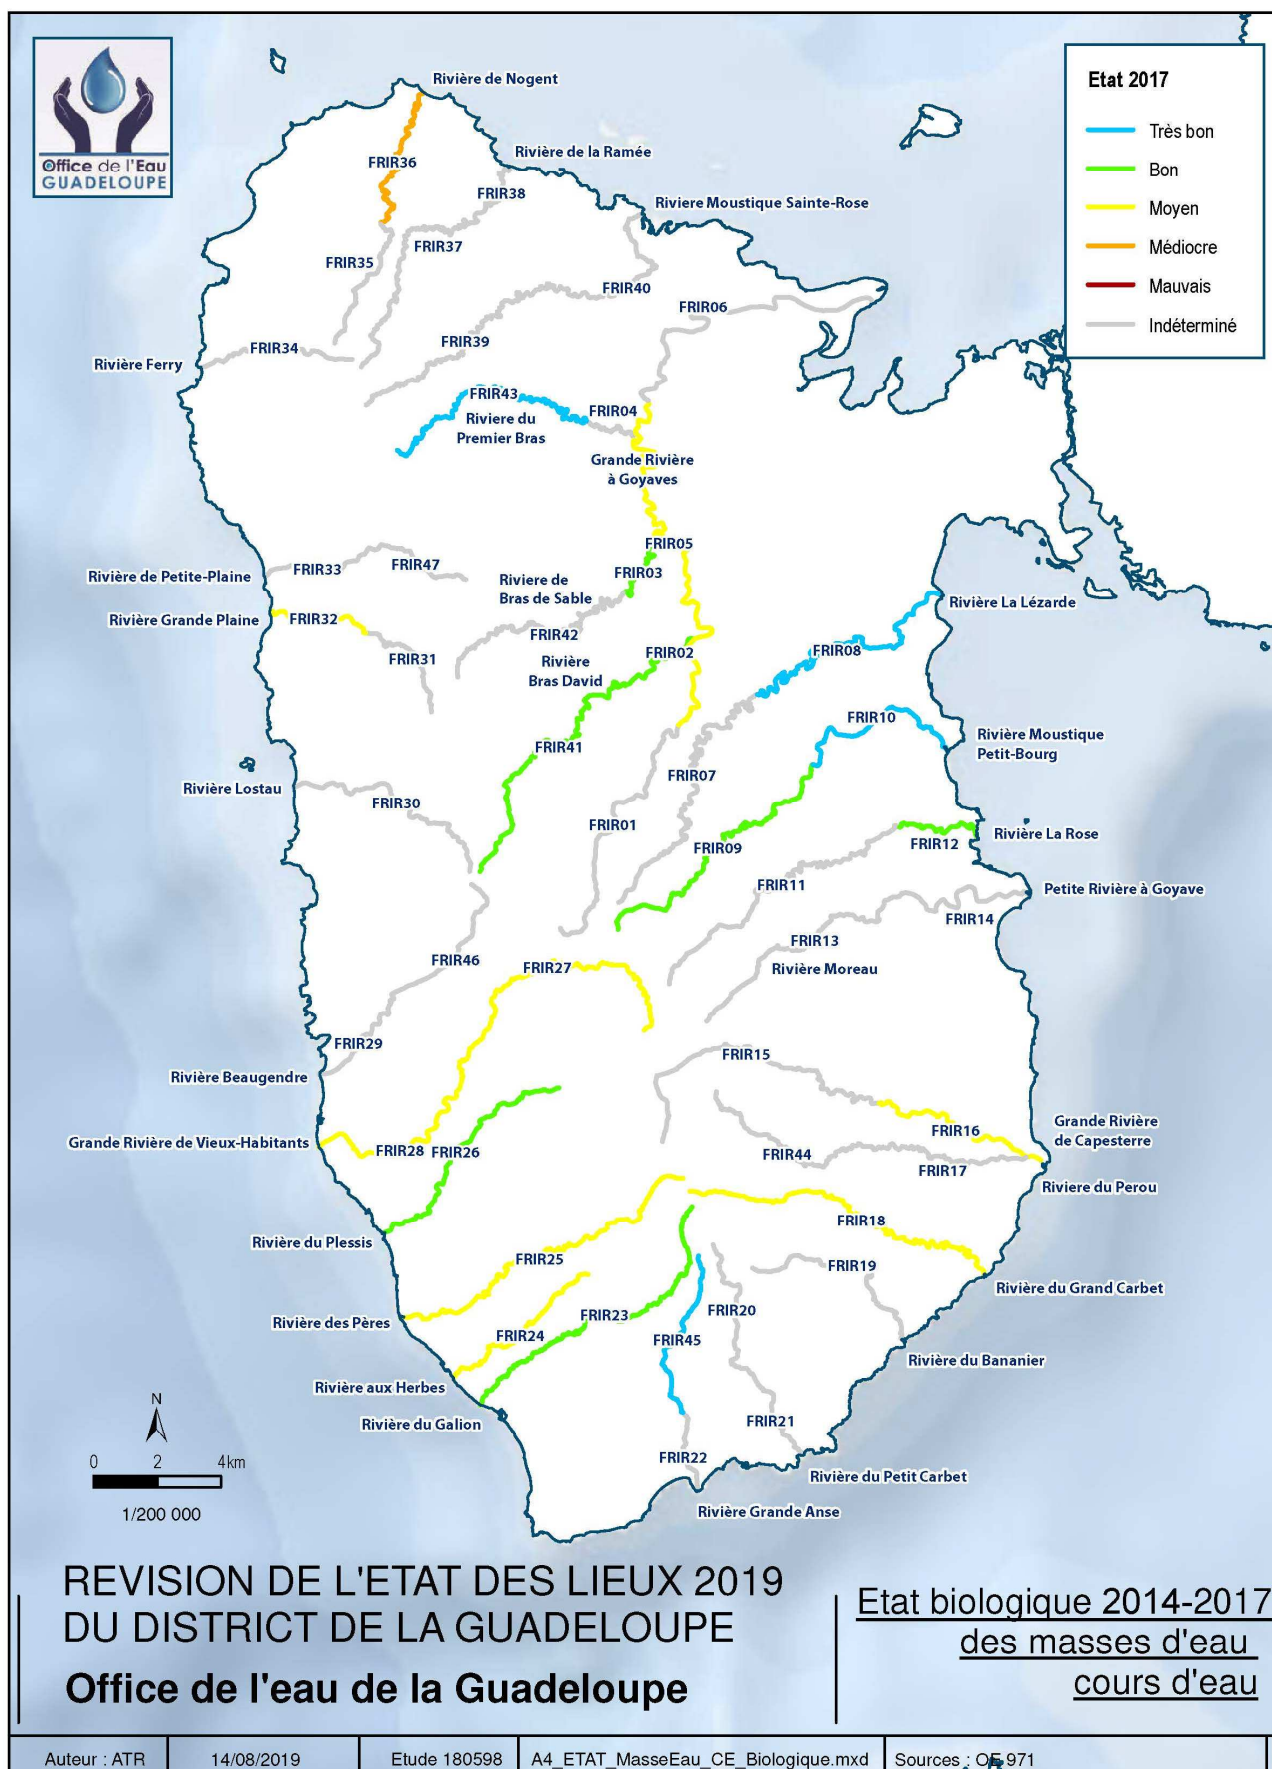 Office de l'Eau
GUADELOUPE
Etat 2017
Très bon
Bon
Moyen
Médiocre
Mauvais
Indéterminé
Rivière de Nogent
FRIR36
Rivière de la Ramée
FRIR38
Riviere Moustique Sainte-Rose
FRIR37
FRIR35
FRIR40
FRIR06
FRIR39
FRIR34
Rivière Ferry
FRIR43
FRIR04
Riviere du
Premier Bras
Grande Rivière
à Goyaves
FRIR05
FRIR33
FRIR47
FRIR03
Rivière de Petite-Plaine
Riviere de
Bras de Sable
Rivière La Lézarde
Rivière Grande Plaine
FRIR32
FRIR42
FRIR02
FRIR08
FRIR31
Rivière
Bras David
FRIR10
Rivière Moustique
Petit-Bourg
FRIR41
FRIR07
Rivière Lostau
FRIR30
FRIR01
Rivière La Rose
FRIR09
FRIR12
FRIR11
Petite Rivière à Goyave
FRIR14
FRIR13
FRIR46
FRIR27
Rivière Moreau
FRIR29
FRIR15
Rivière Beaugendre
Grande Rivière
de Capesterre
Grande Rivière de Vieux-Habitants
FRIR28
FRIR26
FRIR16
FRIR44
FRIR17
Riviere du Perou
FRIR18
Rivière du Plessis
FRIR25
FRIR19
Rivière du Grand Carbet
FRIR23
FRIR20
Rivière des Pères
FRIR24
FRIR45
Rivière du Bananier
Rivière aux Herbes
Rivière du Galion
FRIR21
FRIR22
Rivière du Petit Carbet
Rivière Grande Anse
N
0 2 4km
1/200 000
REVISION DE L'ETAT DES LIEUX 2019
DU DISTRICT DE LA GUADELOUPE
Office de l'eau de la Guadeloupe
Etat biologique 2014-2017
des masses d'eau
cours d'eau
Auteur : ATR
14/08/2019
Etude 180598
A4_ETAT_MasseEau_CE_Biologique.mxd
Sources : OE 971